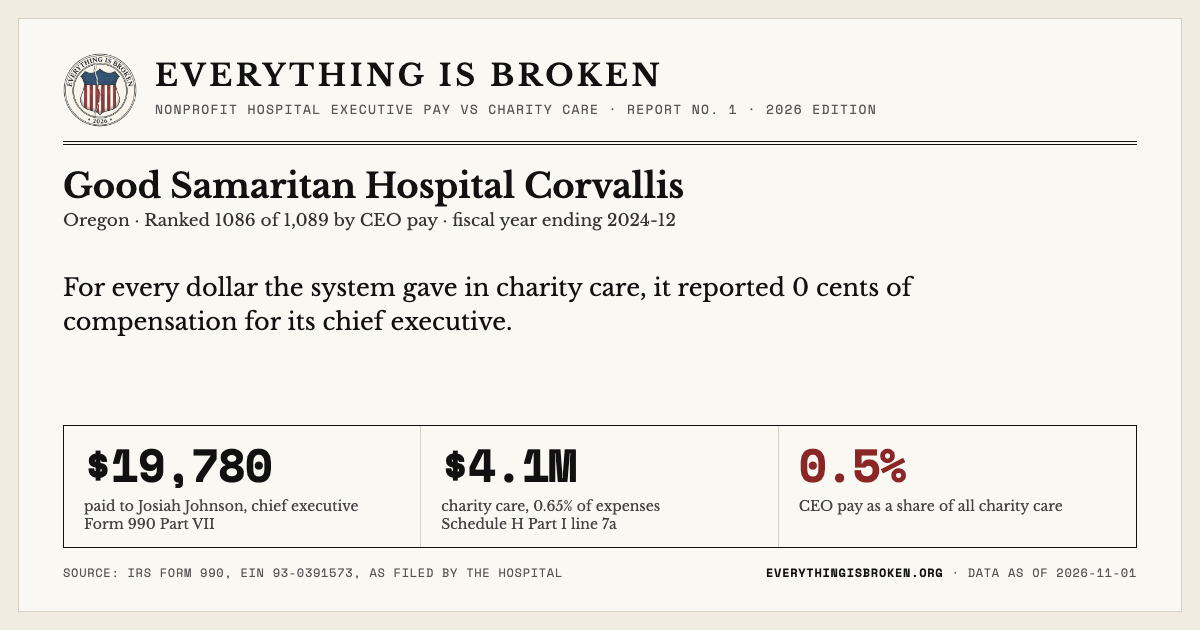 EVERYTHING IS BROKEN
2026
EVERYTHING IS BROKEN
NONPROFIT HOSPITAL EXECUTIVE PAY VS CHARITY CARE · REPORT NO. 1 · 2026 EDITION
Good Samaritan Hospital Corvallis
Oregon · Ranked 1086 of 1,089 by CEO pay · fiscal year ending 2024-12
For every dollar the system gave in charity care, it reported 0 cents of
compensation for its chief executive.
$19,780
paid to Josiah Johnson, chief executive
Form 990 Part VII
$4.1M
charity care, 0.65% of expenses
Schedule H Part I line 7a
0.5%
CEO pay as a share of all charity care
SOURCE: IRS FORM 990, EIN 93-0391573, AS FILED BY THE HOSPITAL
EVERYTHINGISBROKEN.ORG · DATA AS OF 2026-11-01